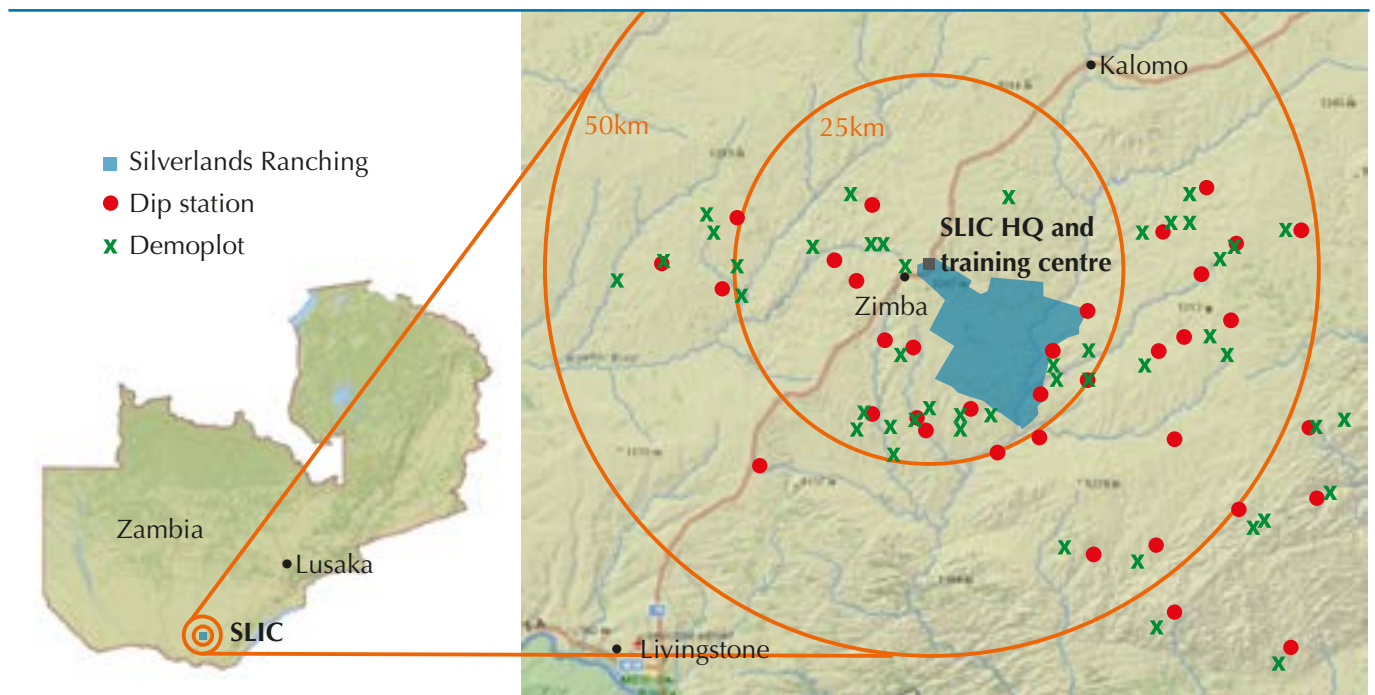 Silverlands Ranching
Dip station
Demoplot
Zambia
Lusaka
SLIC
50km
25km
Kalomo
SLIC HQ and
training centre
Zimba
Livingstone